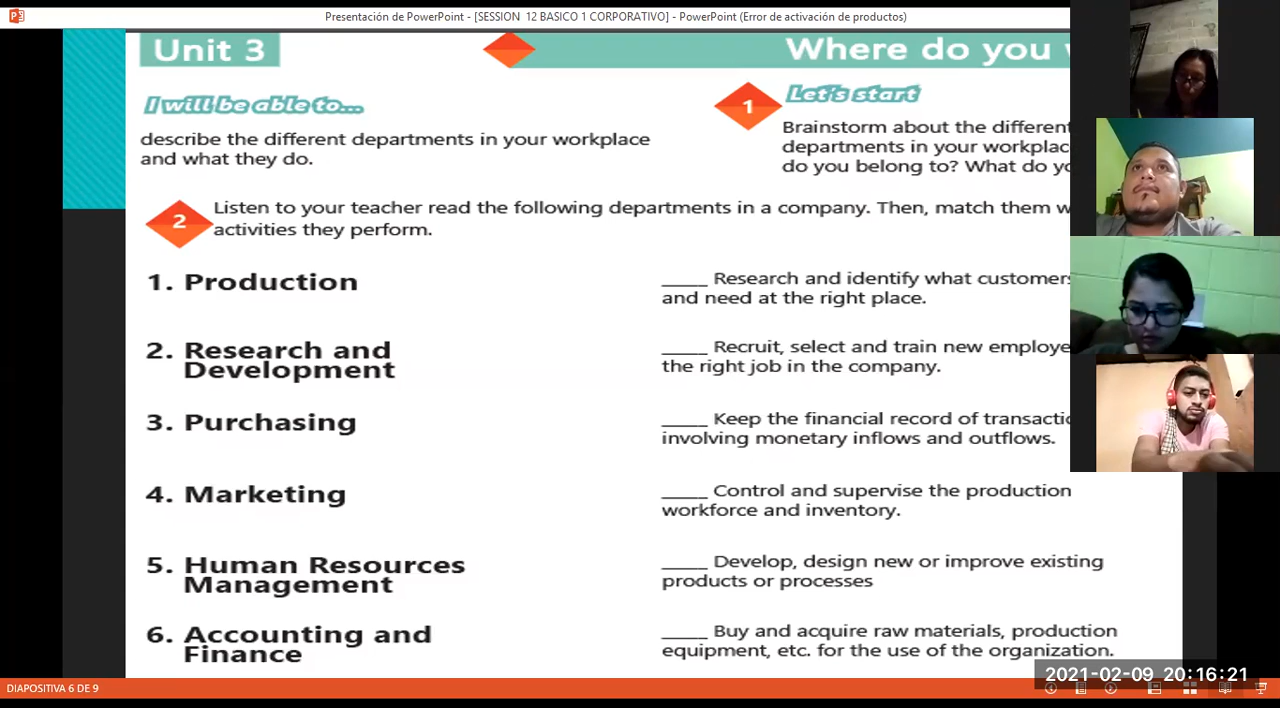 Presentación de PowerPoint - [SESSION 12 BASICO 1 CORPORATIVO] - PowerPoint (Error de activación de productos)
Unit 3
Where do you
I will be able to...
describe the different departments in your workplace
and what they do.
1
Let's start
Brainstorm about the different
departments in your workplac
do you belong to? What do yo
2
Listen to your teacher read the following departments in a company. Then, match them w
activities they perform.
1. Production
____ Research and identify what customers
and need at the right place.
2. Research and
Development
____ Recruit, select and train new employe
the right job in the company.
3. Purchasing
____ Keep the financial record of transactio
involving monetary inflows and outflows.
4. Marketing
____ Control and supervise the production
workforce and inventory.
5. Human Resources
Management
____ Develop, design new or improve existing
products or processes
6. Accounting and
Finance
____ Buy and acquire raw materials, production
equipment, etc. for the use of the organization.
2021-02-09 20:16:21
DIAPOSITIVA 6 DE 9